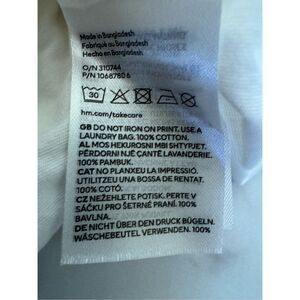 Made in Bangladesh
Fabriqué au Bangladesh
Hecho en Bangladesh
O/N 310744
P/N 1068780 6
30
hm.com/takecare
GB DO NOT IRON ON PRINT. USE A
LAUNDRY BAG. 100% COTTON.
AL MOS HEKUROSNI MBI SHTYPJET.
PËRDORNI NJË ÇANTË LAVANDERIE.
100% PAMBUK.
CAT NO PLANXEU LA IMPRESSIÓ.
UTILITZEU UNA BOSSA DE RENTAT.
100% COTÓ.
CZ NEŽEHLETE POTISK. PERTE V
SÁČKU PRO ŠETRNÉ PRANÍ. 100%
BAVLNA.
DE NICHT ÜBER DEN DRUCK BÜGELN.
WÄSCHEBEUTEL VERWENDEN. 100%